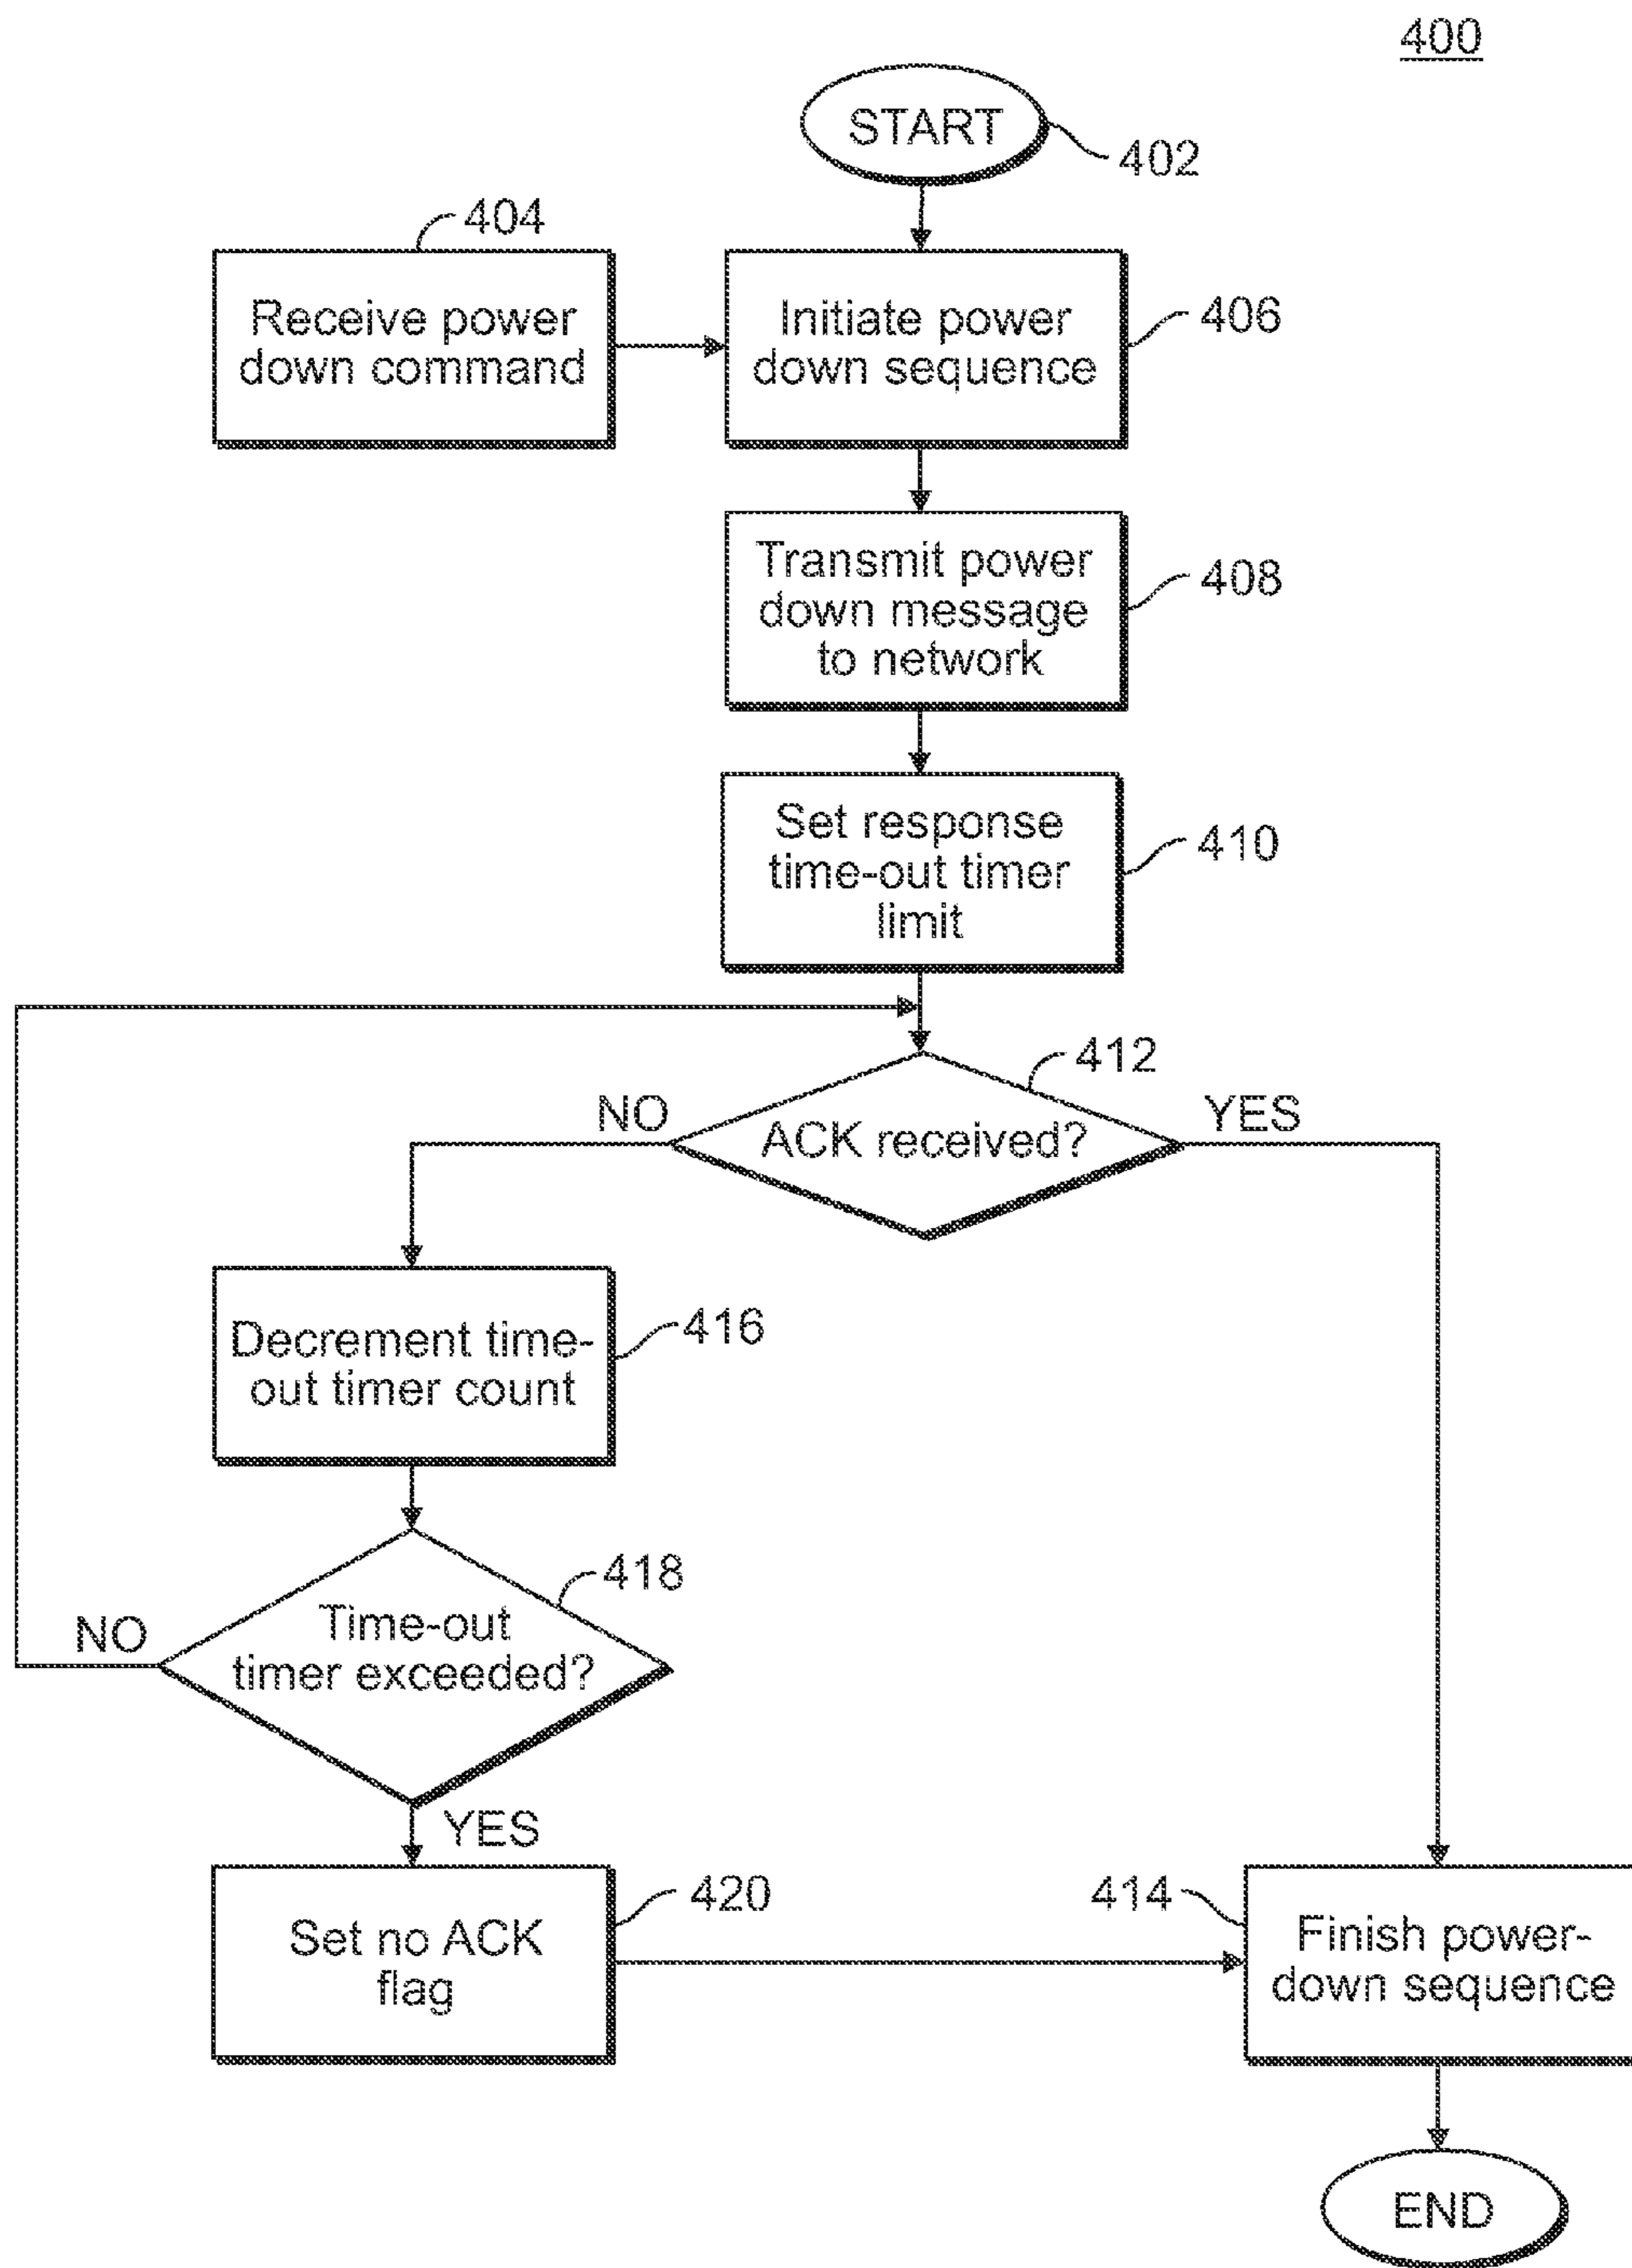 400
START
402
404
Receive power
down command
Initiate power
down sequence
406
Transmit power
down message
to network
408
Set response
time-out timer
limit
410
412
NO
ACK received?
YES
Decrement time-
out timer count
416
418
NO
Time-out
timer exceeded?
YES
Set no ACK
flag
420
414
Finish power-
down sequence
END